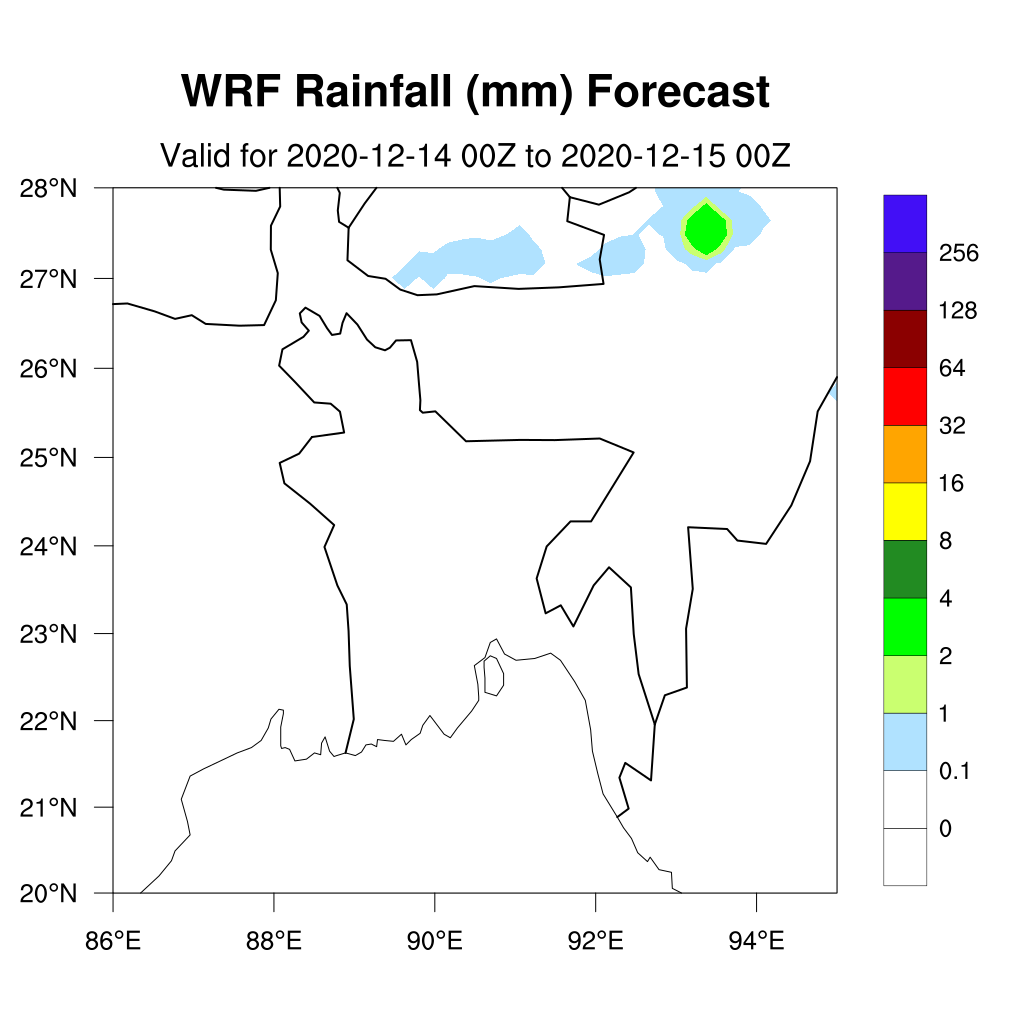 WRF Rainfall (mm) Forecast
Valid for 2020-12-14 00Z to 2020-12-15 00Z
28°N
27°N
26°N
25°N
24°N
23°N
22°N
21°N
20°N
86°E 88°E 90°E 92°E 94°E
256
128
64
32
16
8
4
2
1
0.1
0